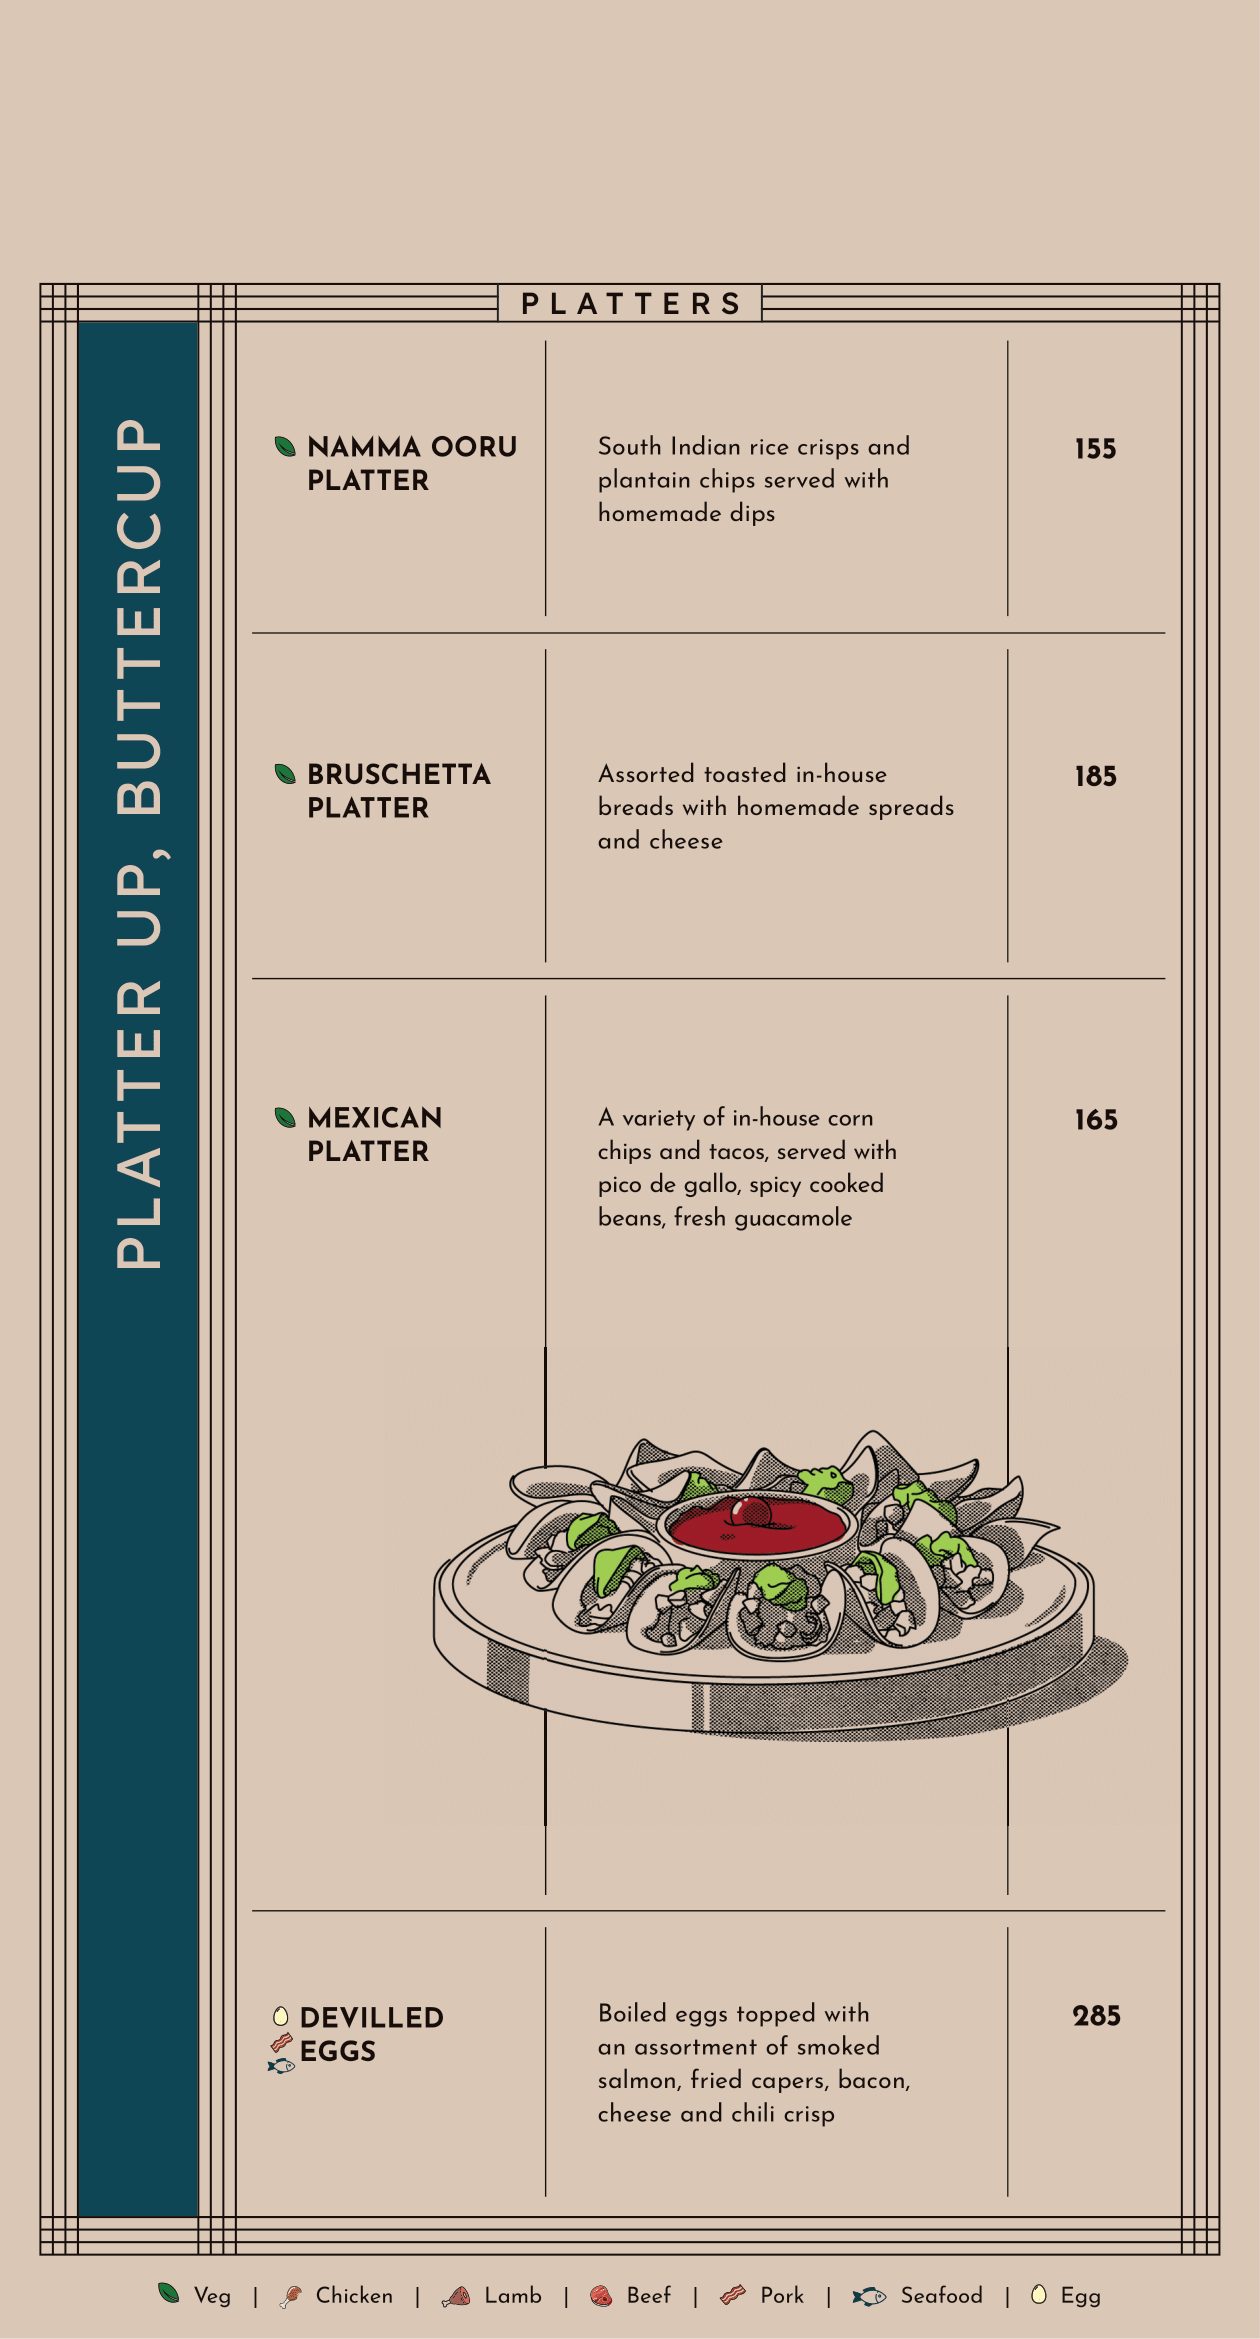 PLATTERS
PLATTER UP, BUTTERCUP
NAMMA OORU
PLATTER
South Indian rice crisps and
plantain chips served with
homemade dips
155
BRUSCHETTA
PLATTER
Assorted toasted in-house
breads with homemade spreads
and cheese
185
MEXICAN
PLATTER
A variety of in-house corn
chips and tacos, served with
pico de gallo, spicy cooked
beans, fresh guacamole
165
DEVILLED
EGGS
Boiled eggs topped with
an assortment of smoked
salmon, fried capers, bacon,
cheese and chili crisp
285
Veg | Chicken | Lamb | Beef | Pork | Seafood | Egg